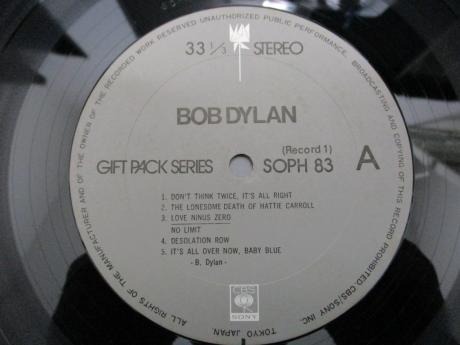 ALL RIGHTS OF THE MANUFACTURER AND OF THE OWNER OF THE RECORDED WORK RESERVED UNAUTHORIZED PUBLIC PERFORMANCE, BROADCASTING AND COPYING OF THIS RECORD PROHIBITED·CBS/SONY INC.
33 1/3 STEREO
BOB DYLAN
(Record 1)
GIFT PACK SERIES SOPH 83 A
1. DON'T THINK TWICE, IT'S ALL RIGHT
2. THE LONESOME DEATH OF HATTIE CARROLL
3. LOVE NINUS ZERO
NO LIMIT
4. DESOLATION ROW
5. IT'S ALL OVER NOW, BABY BLUE
- B. Dylan -
CBS
SONY
TOKYO JAPAN.